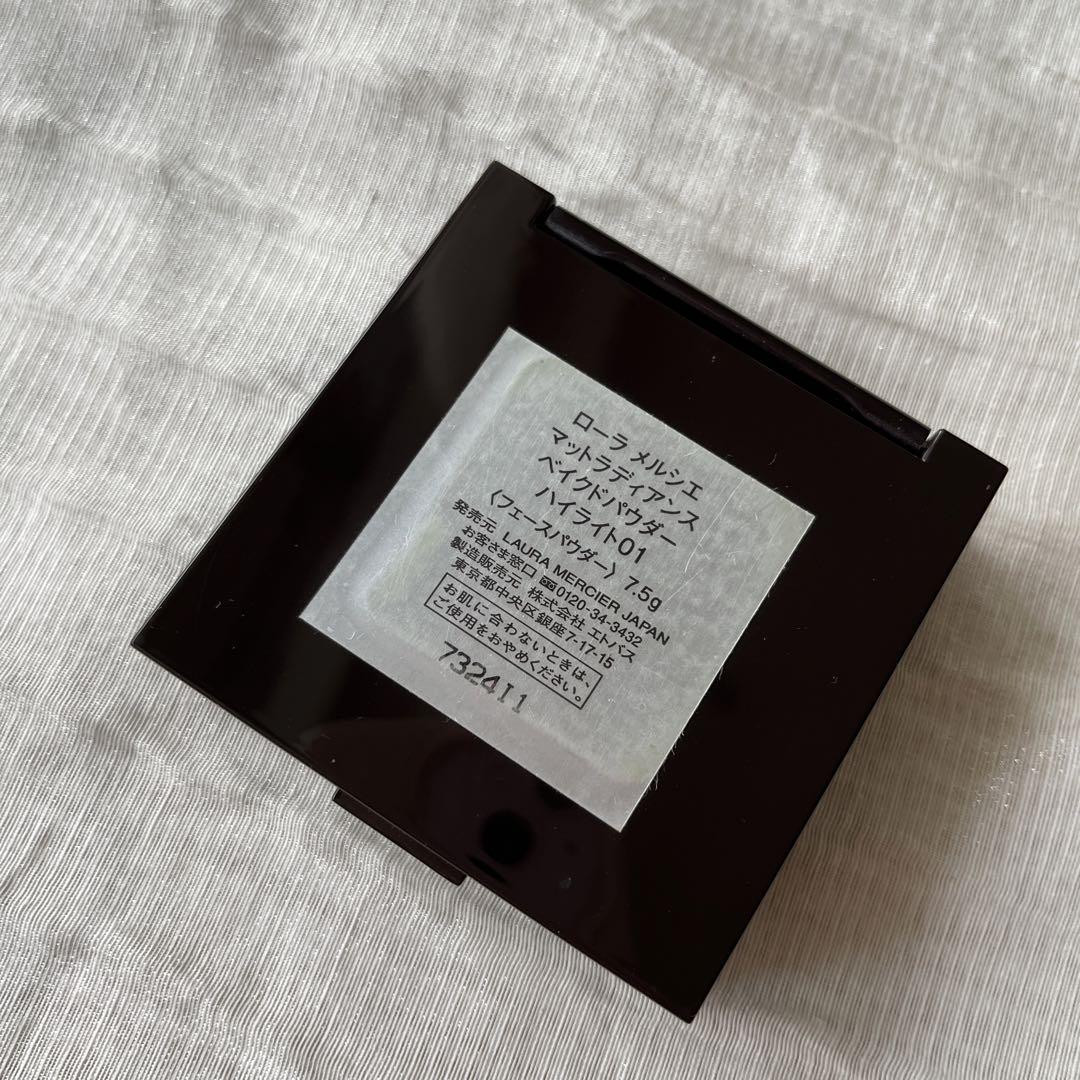 ローラ メルシエ
マットラディアンス
ベイクドパウダー
ハイライト01
〈フェースパウダー〉 7.5g
発売元 LAURA MERCIER JAPAN
お客さま窓口 0120-34-3432
製造販売元 株式会社 エトバス
東京都中央区銀座7-17-15
お肌に合わないときは、
ご使用をおやめください。
7324I1